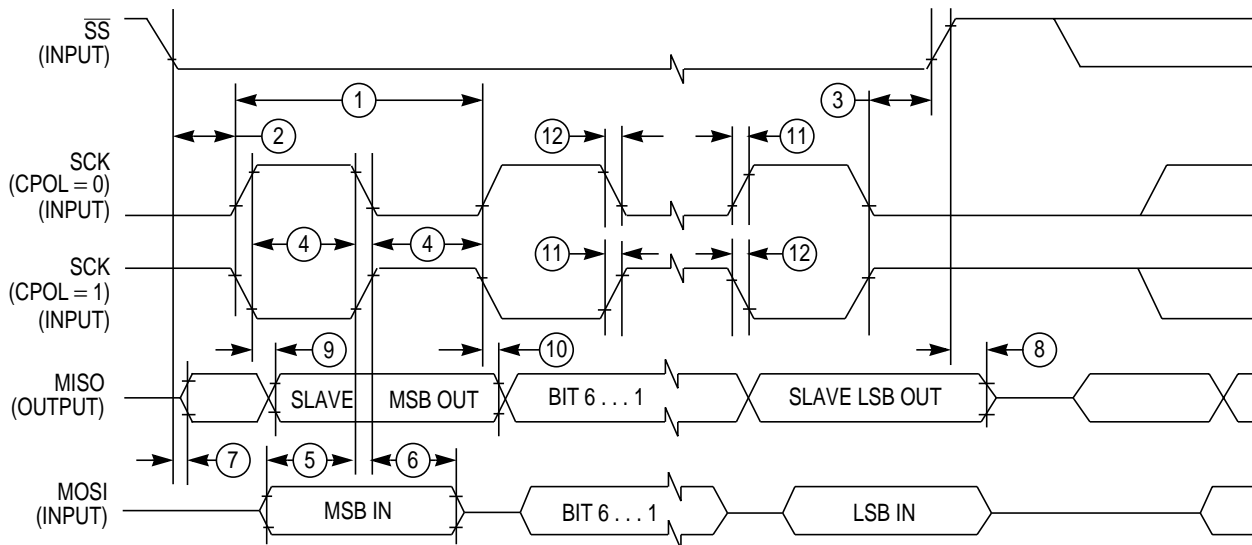 SS
(INPUT)
1
3
2
12
11
SCK
(CPOL = 0)
(INPUT)
4
4
11
12
SCK
(CPOL = 1)
(INPUT)
9
10
8
MISO
(OUTPUT)
SLAVE
MSB OUT
BIT 6 . . . 1
SLAVE LSB OUT
7
5
6
MOSI
(INPUT)
MSB IN
BIT 6 . . . 1
LSB IN